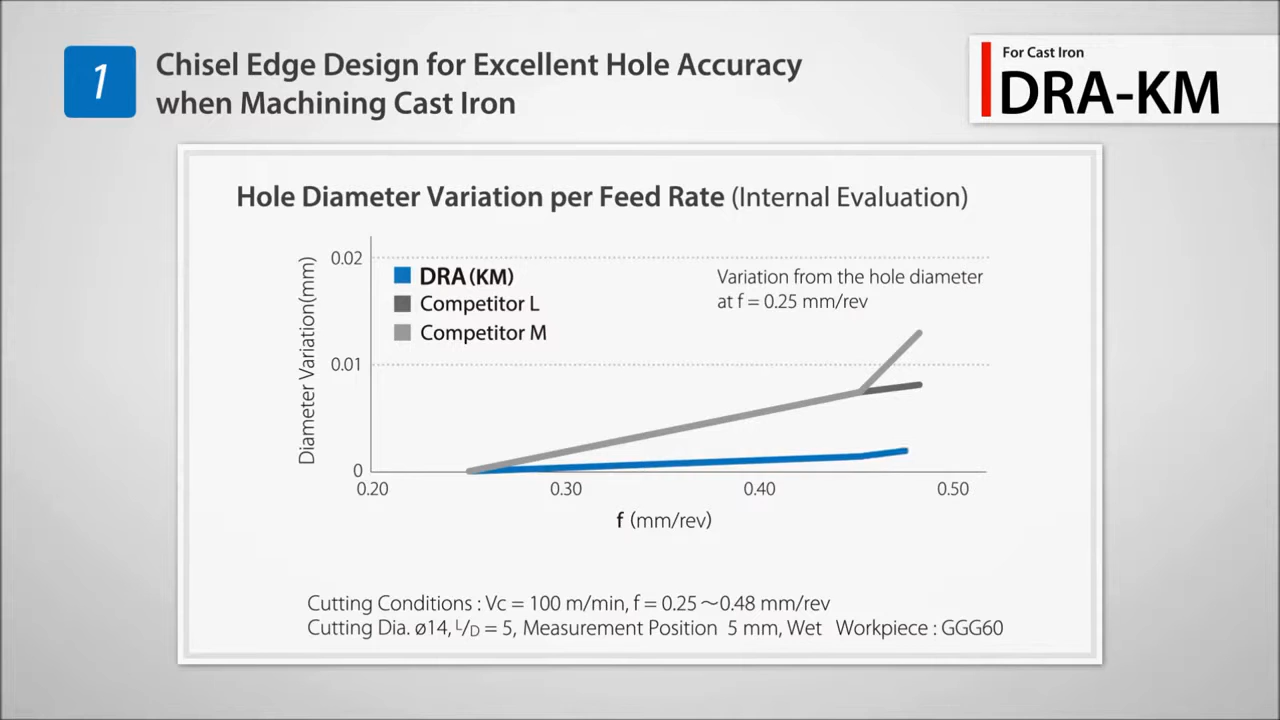 1
Chisel Edge Design for Excellent Hole Accuracy
when Machining Cast Iron
For Cast Iron
DRA-KM
Hole Diameter Variation per Feed Rate (Internal Evaluation)
Diameter Variation(mm)
0.02
0.01
0
DRA(KM)
Competitor L
Competitor M
Variation from the hole diameter
at f = 0.25 mm/rev
0.20 0.30 0.40 0.50
f (mm/rev)
Cutting Conditions : Vc = 100 m/min, f = 0.25～0.48 mm/rev
Cutting Dia. ø14, L/D = 5, Measurement Position 5 mm, Wet Workpiece : GGG60